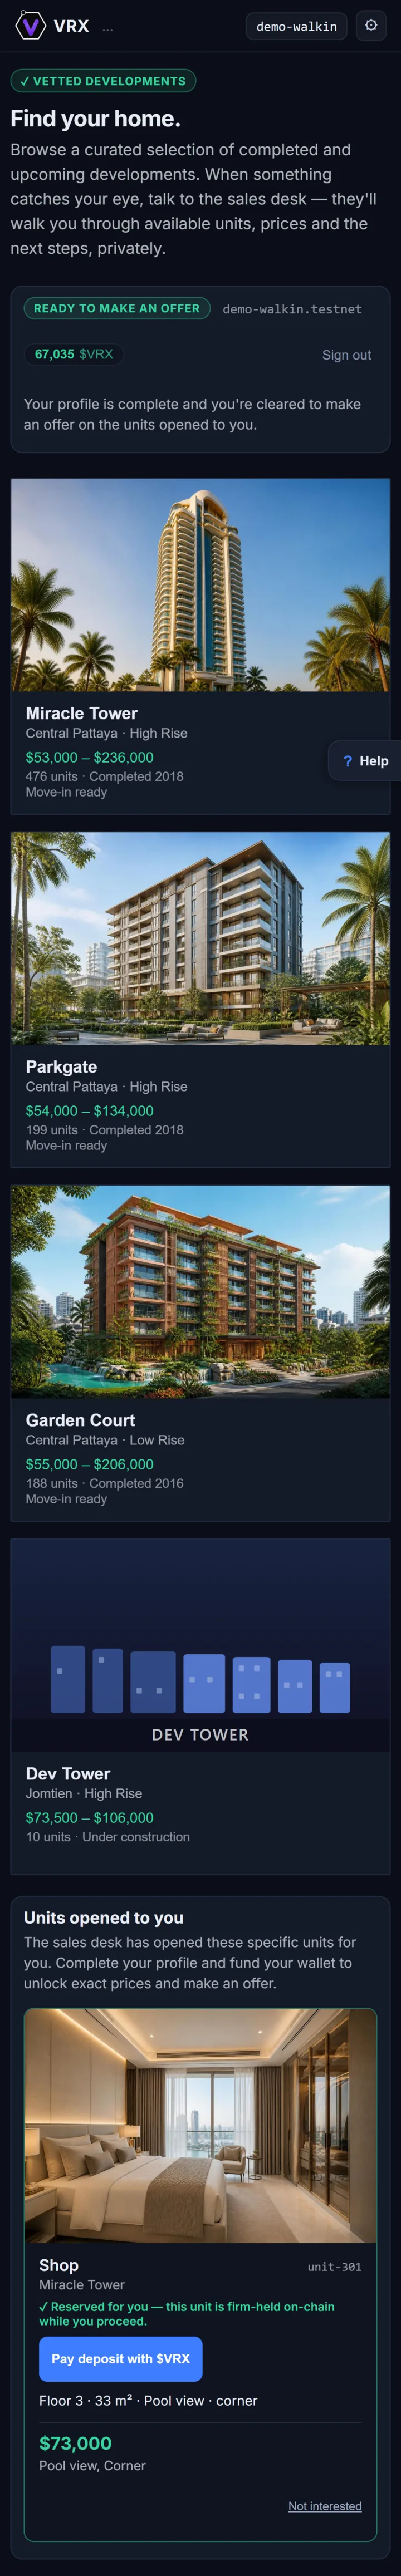 VRX ...
demo-walkin
✓ VETTED DEVELOPMENTS
Find your home.
Browse a curated selection of completed and
upcoming developments. When something
catches your eye, talk to the sales desk — they'll
walk you through available units, prices and the
next steps, privately.
READY TO MAKE AN OFFER demo-walkin.testnet
67,035 $VRX
Sign out
Your profile is complete and you're cleared to make
an offer on the units opened to you.
Miracle Tower
Central Pattaya · High Rise
$53,000 – $236,000
476 units · Completed 2018
Move-in ready
? Help
Parkgate
Central Pattaya · High Rise
$54,000 – $134,000
199 units · Completed 2018
Move-in ready
Garden Court
Central Pattaya · Low Rise
$55,000 – $206,000
188 units · Completed 2016
Move-in ready
DEV TOWER
Dev Tower
Jomtien · High Rise
$73,500 – $106,000
10 units · Under construction
Units opened to you
The sales desk has opened these specific units for
you. Complete your profile and fund your wallet to
unlock exact prices and make an offer.
Shop
unit-301
Miracle Tower
✓ Reserved for you — this unit is firm-held on-chain
while you proceed.
Pay deposit with $VRX
Floor 3 · 33 m² · Pool view · corner
$73,000
Pool view, Corner
Not interested